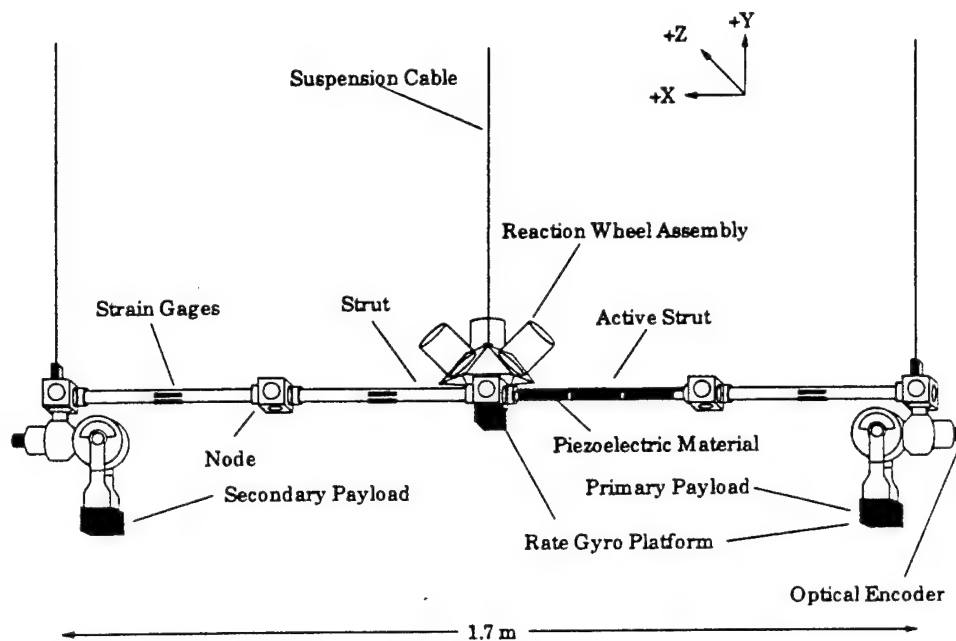 +Y
+Z
+X
Suspension Cable
Reaction Wheel Assembly
Strain Gages
Strut
Active Strut
Node
Piezoelectric Material
Secondary Payload
Primary Payload
Rate Gyro Platform
Optical Encoder
1.7 m